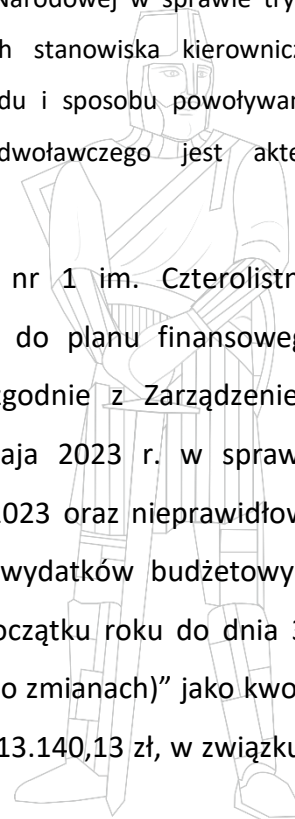 Narodowej w sprawie try
h stanowiska kierownicz
du i sposobu powoływan
dwoławczego jest akte
nr 1 im. Czterolistn
do planu finansoweg
zgodnie z Zarządzenie
aja 2023 r. w spraw
2023 oraz nieprawidłow
wydatków budżetowy
oczątku roku do dnia 3
o zmianach)” jako kwo
13.140,13 zł, w związku